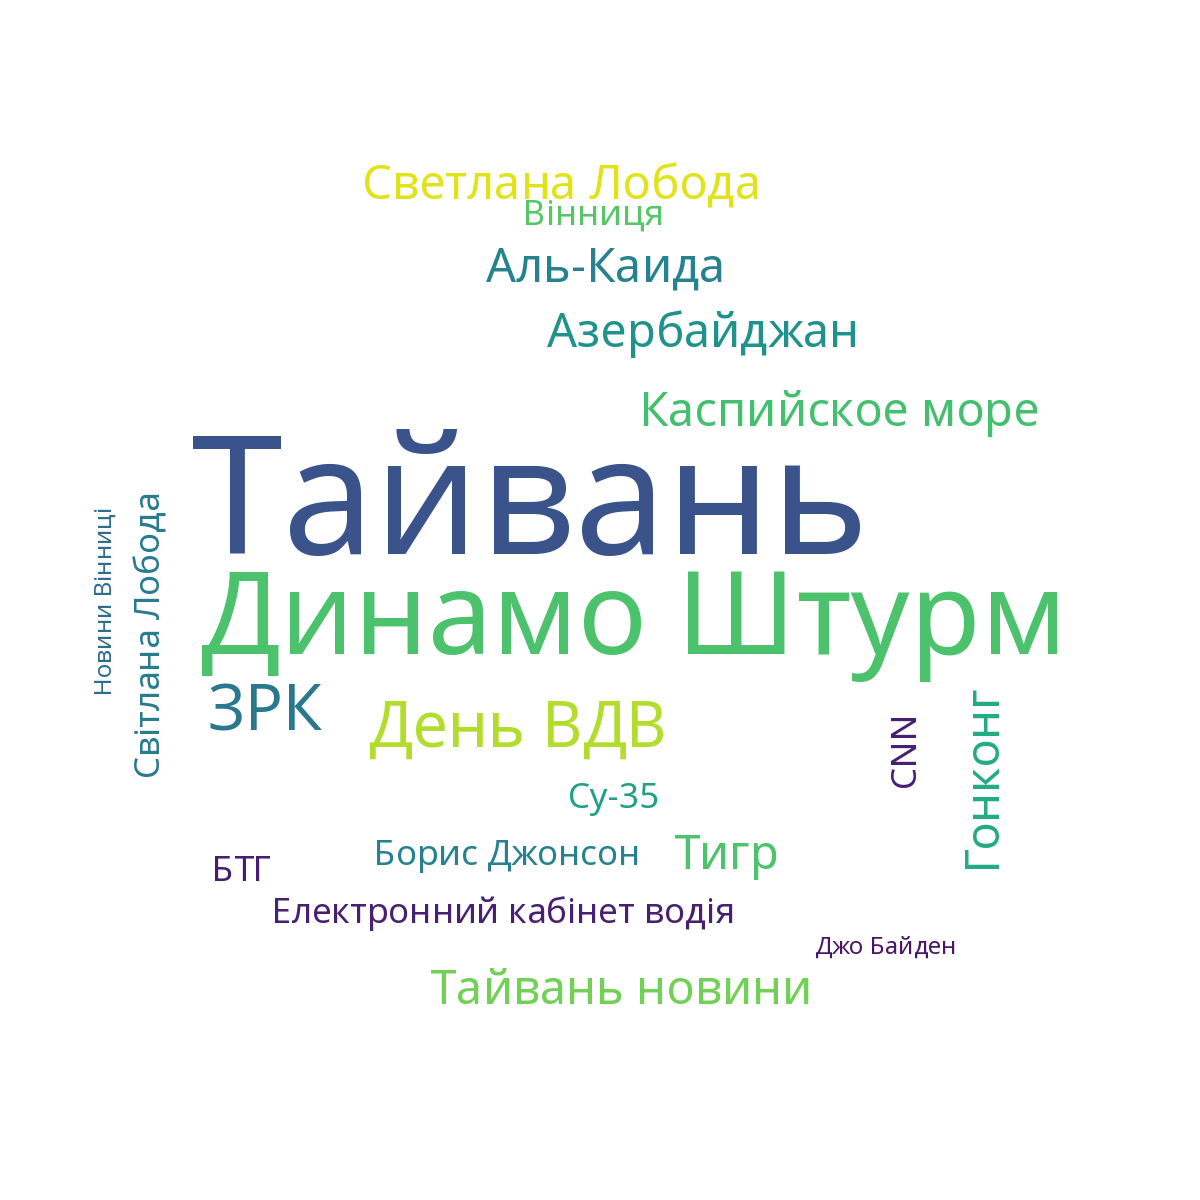 Светлана Лобода
Вінниця
Аль-Каида
Азербайджан
Каспийское море
Тайвань
Динамо Штурм
Новини Вінниці
Світлана Лобода
ЗРК
День ВДВ
CNN
Гонконг
Су-35
Борис Джонсон
Тигр
БТГ
Електронний кабінет водія
Джо Байден
Тайвань новини